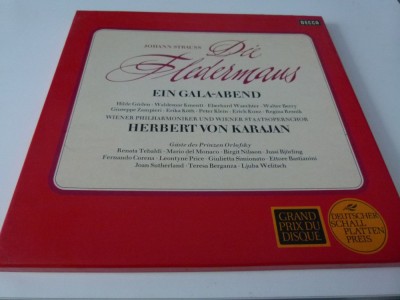 DECCA
JOHANN STRAUSS
Die
Fledermaus
EIN GALA-ABEND
Hilde Gueden · Waldemar Kmentt · Eberhard Waechter · Walter Berry
Giuseppe Zampieri · Erika Köth · Peter Klein · Erich Kunz · Regina Resnik
WIENER PHILHARMONIKER UND WIENER STAATSOPERNCHOR
HERBERT VON KARAJAN
Gäste des Prinzen Orlofsky
Renata Tebaldi · Mario del Monaco · Birgit Nilsson · Jussi Björling
Fernando Corena · Leontyne Price · Giulietta Simionato · Ettore Bastianini
Joan Sutherland · Teresa Berganza · Ljuba Welitsch
GRAND
PRIX DU
DISQUE
DEUTSCHER
SCHALL
PLATTEN
PREIS